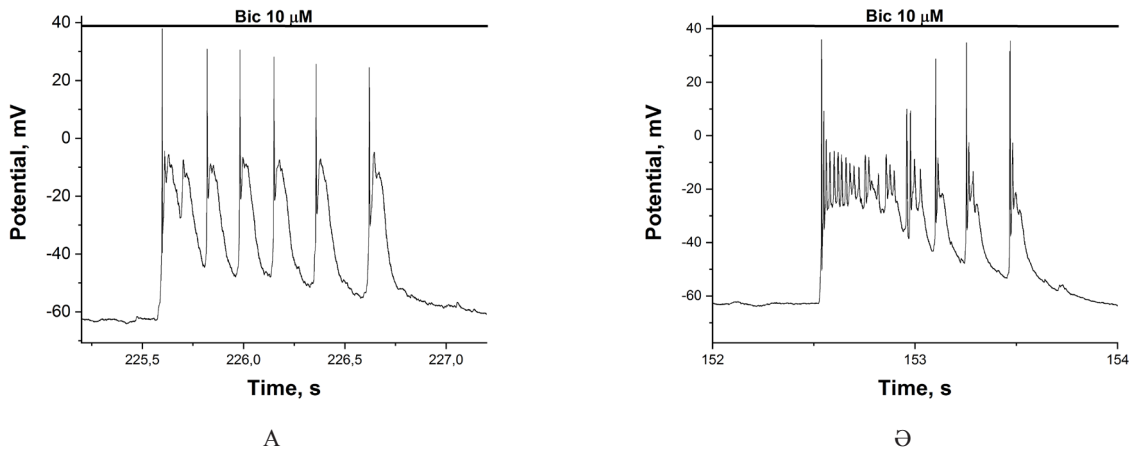 Bic 10 μM
40
20
0
-20
-40
-60
Potential, mV
225,5 226,0 226,5 227,0
Time, s
A
Bic 10 μM
40
20
0
-20
-40
-60
Potential, mV
152 153 154
Time, s
Ə